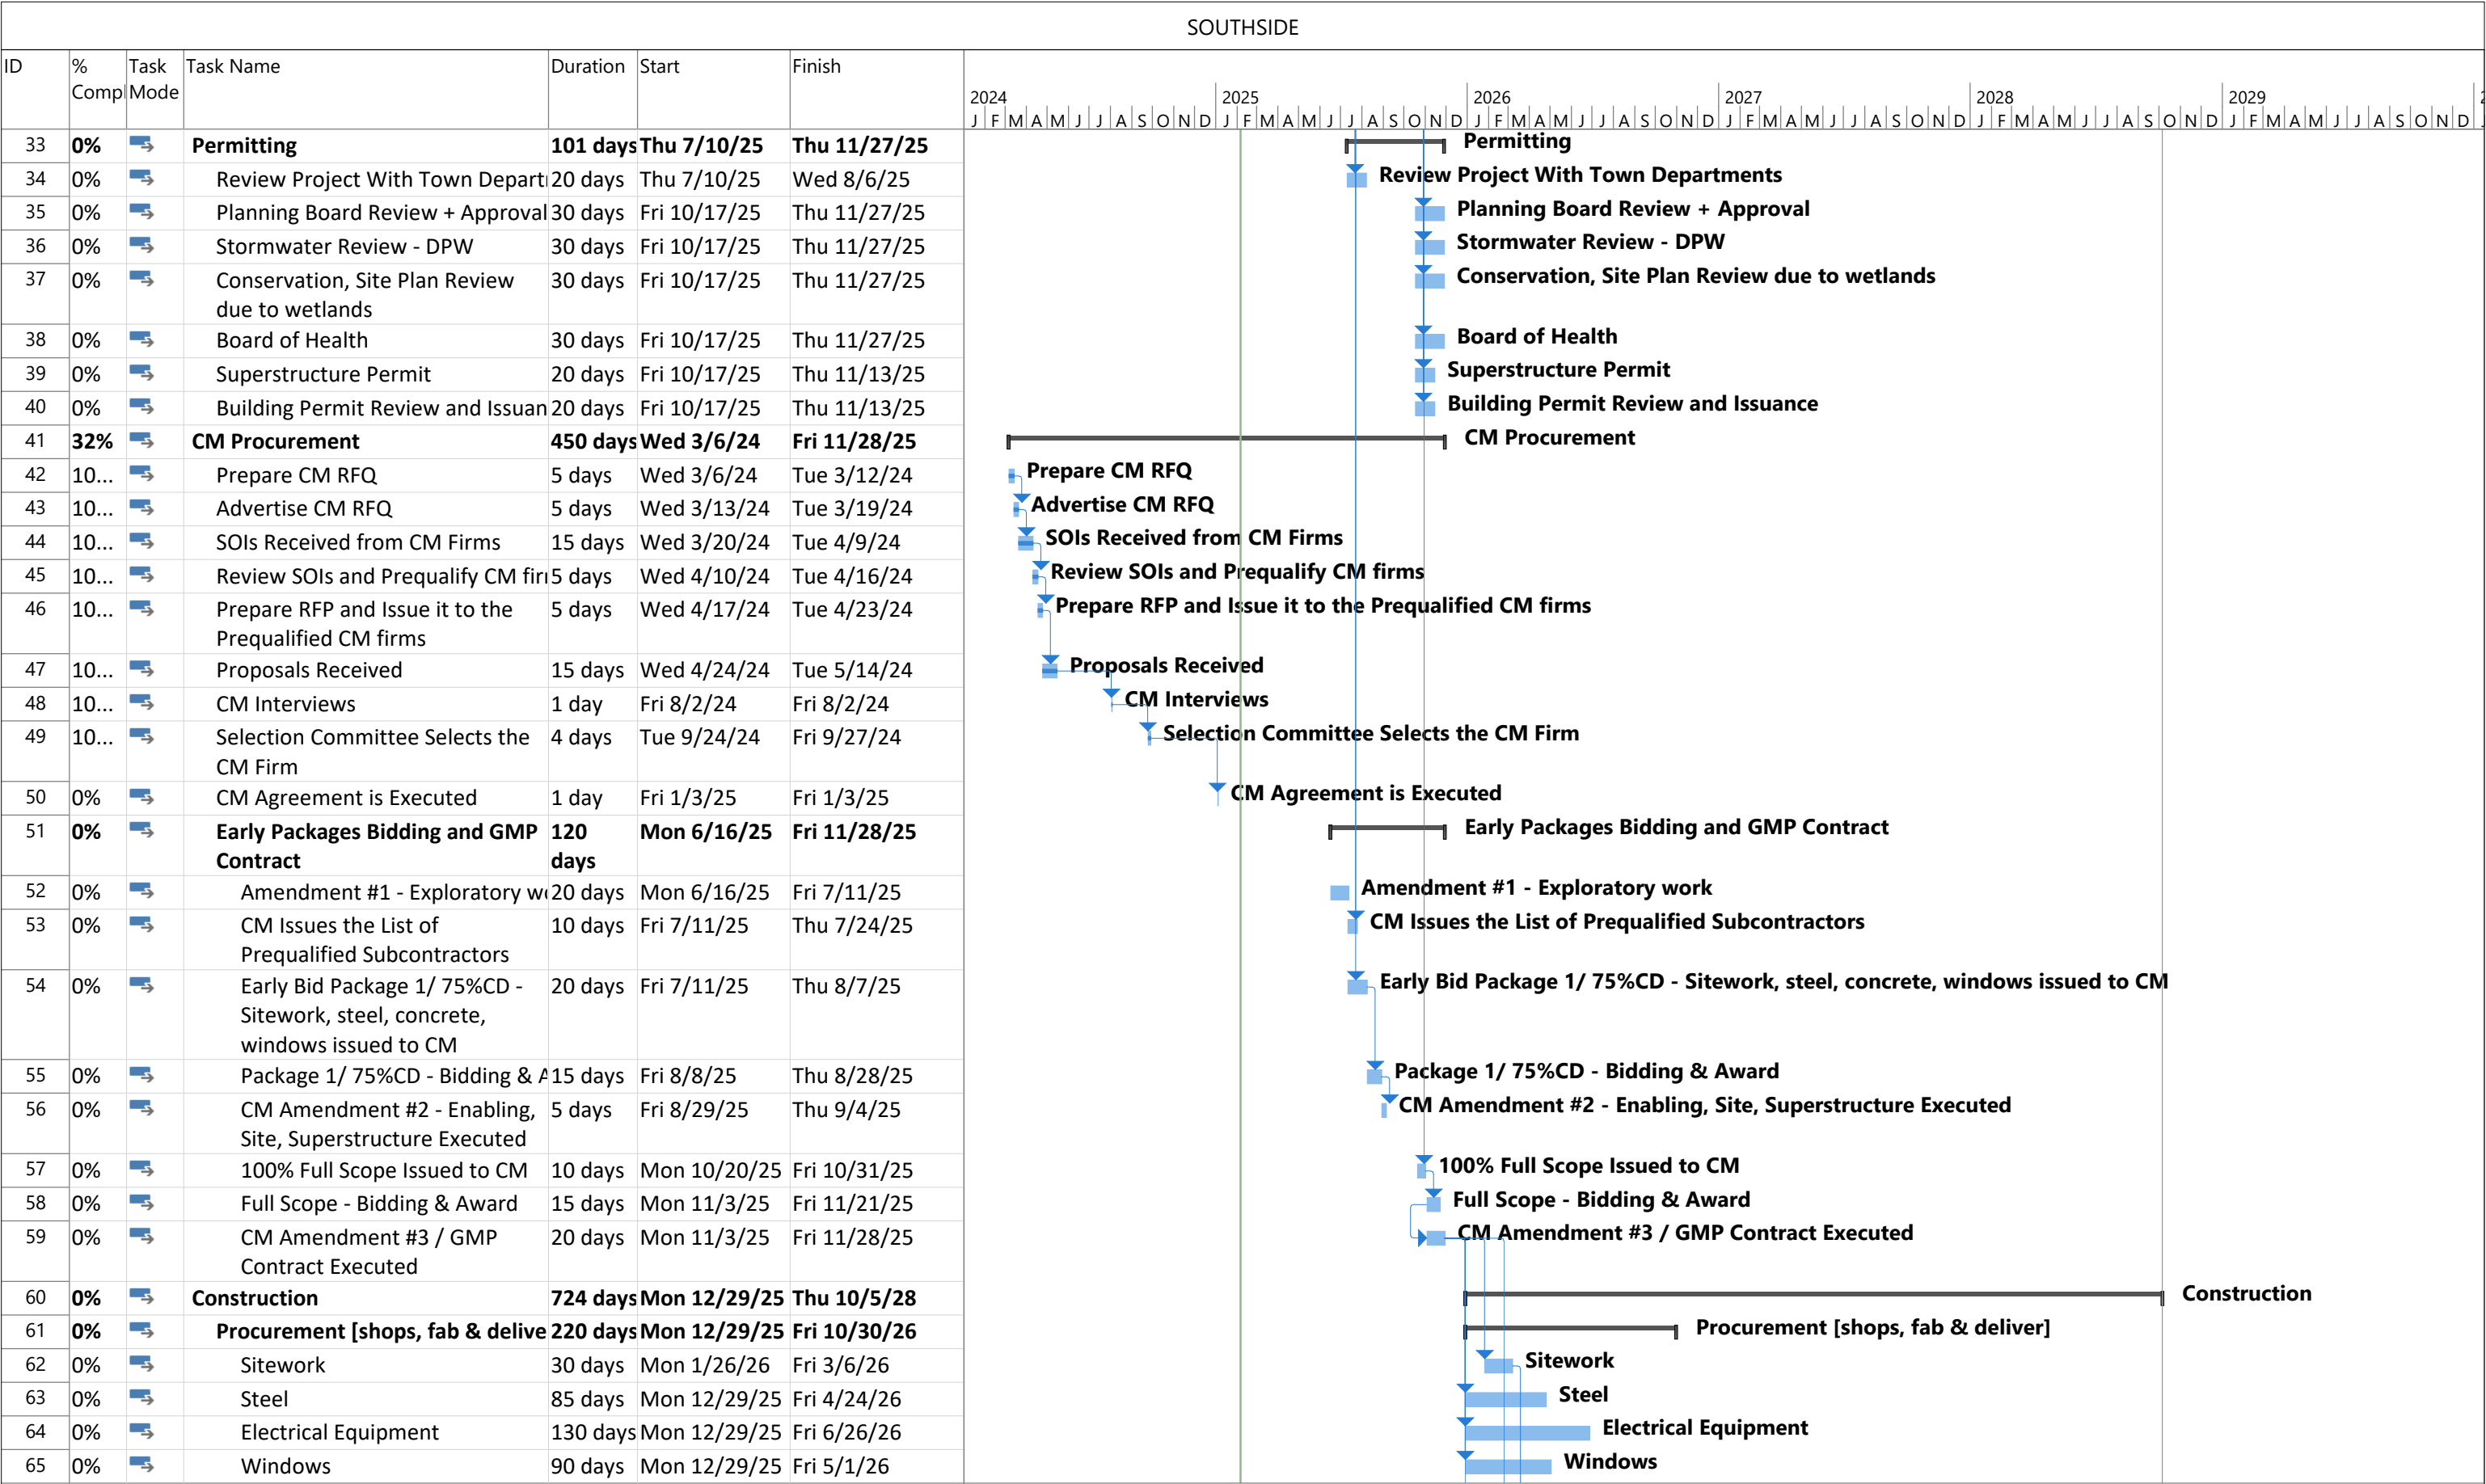 SOUTHSIDE
ID % Compl Task Mode Task Name Duration Start Finish
2024 2025 2026 2027 2028 2029 2
J F M A M J J A S O N D J F M A M J J A S O N D J F M A M J J A S O N D J F M A M J J A S O N D J F M A M J J A S O N D J F M A M J J A S O N D J
33 0% Permitting 101 days Thu 7/10/25 Thu 11/27/25 Permitting
34 0% Review Project With Town Departi 20 days Thu 7/10/25 Wed 8/6/25 Review Project With Town Departments
35 0% Planning Board Review + Approval 30 days Fri 10/17/25 Thu 11/27/25 Planning Board Review + Approval
36 0% Stormwater Review - DPW 30 days Fri 10/17/25 Thu 11/27/25 Stormwater Review - DPW
37 0% Conservation, Site Plan Review 30 days Fri 10/17/25 Thu 11/27/25 Conservation, Site Plan Review due to wetlands
due to wetlands
38 0% Board of Health 30 days Fri 10/17/25 Thu 11/27/25 Board of Health
39 0% Superstructure Permit 20 days Fri 10/17/25 Thu 11/13/25 Superstructure Permit
40 0% Building Permit Review and Issuan 20 days Fri 10/17/25 Thu 11/13/25 Building Permit Review and Issuance
41 32% CM Procurement 450 days Wed 3/6/24 Fri 11/28/25 CM Procurement
42 10... Prepare CM RFQ 5 days Wed 3/6/24 Tue 3/12/24 Prepare CM RFQ
43 10... Advertise CM RFQ 5 days Wed 3/13/24 Tue 3/19/24 Advertise CM RFQ
44 10... SOIs Received from CM Firms 15 days Wed 3/20/24 Tue 4/9/24 SOIs Received from CM Firms
45 10... Review SOIs and Prequalify CM firi 5 days Wed 4/10/24 Tue 4/16/24 Review SOIs and Prequalify CM firms
46 10... Prepare RFP and Issue it to the 5 days Wed 4/17/24 Tue 4/23/24 Prepare RFP and Issue it to the Prequalified CM firms
Prequalified CM firms
47 10... Proposals Received 15 days Wed 4/24/24 Tue 5/14/24 Proposals Received
48 10... CM Interviews 1 day Fri 8/2/24 Fri 8/2/24 CM Interviews
49 10... Selection Committee Selects the 4 days Tue 9/24/24 Fri 9/27/24 Selection Committee Selects the CM Firm
CM Firm
50 0% CM Agreement is Executed 1 day Fri 1/3/25 Fri 1/3/25 CM Agreement is Executed
51 0% Early Packages Bidding and GMP 120 Mon 6/16/25 Fri 11/28/25 Early Packages Bidding and GMP Contract
Contract days
52 0% Amendment #1 - Exploratory wo 20 days Mon 6/16/25 Fri 7/11/25 Amendment #1 - Exploratory work
53 0% CM Issues the List of 10 days Fri 7/11/25 Thu 7/24/25 CM Issues the List of Prequalified Subcontractors
Prequalified Subcontractors
54 0% Early Bid Package 1/ 75%CD - 20 days Fri 7/11/25 Thu 8/7/25 Early Bid Package 1/ 75%CD - Sitework, steel, concrete, windows issued to CM
Sitework, steel, concrete,
windows issued to CM
55 0% Package 1/ 75%CD - Bidding & A 15 days Fri 8/8/25 Thu 8/28/25 Package 1/ 75%CD - Bidding & Award
56 0% CM Amendment #2 - Enabling, 5 days Fri 8/29/25 Thu 9/4/25 CM Amendment #2 - Enabling, Site, Superstructure Executed
Site, Superstructure Executed
57 0% 100% Full Scope Issued to CM 10 days Mon 10/20/25 Fri 10/31/25 100% Full Scope Issued to CM
58 0% Full Scope - Bidding & Award 15 days Mon 11/3/25 Fri 11/21/25 Full Scope - Bidding & Award
59 0% CM Amendment #3 / GMP 20 days Mon 11/3/25 Fri 11/28/25 CM Amendment #3 / GMP Contract Executed
Contract Executed
60 0% Construction 724 days Mon 12/29/25 Thu 10/5/28 Construction
61 0% Procurement [shops, fab & delive 220 days Mon 12/29/25 Fri 10/30/26 Procurement [shops, fab & deliver]
62 0% Sitework 30 days Mon 1/26/26 Fri 3/6/26 Sitework
63 0% Steel 85 days Mon 12/29/25 Fri 4/24/26 Steel
64 0% Electrical Equipment 130 days Mon 12/29/25 Fri 6/26/26 Electrical Equipment
65 0% Windows 90 days Mon 12/29/25 Fri 5/1/26 Windows